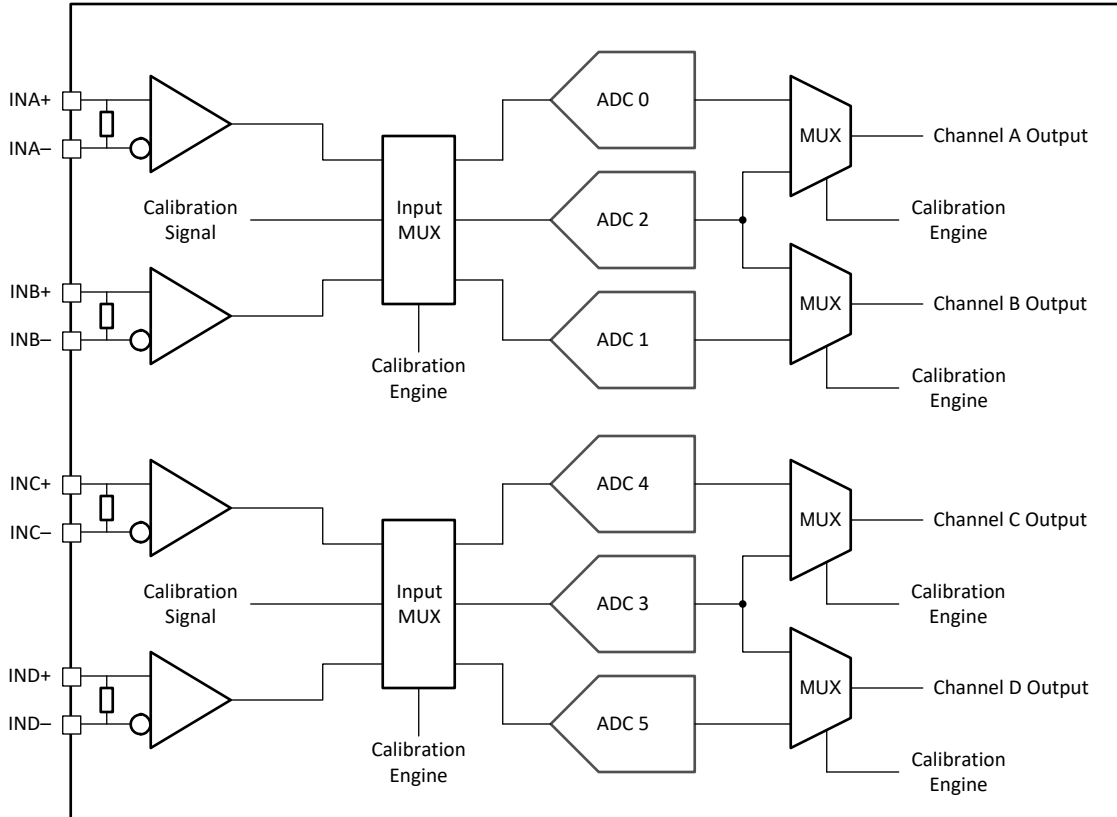 INA+
INA–
Calibration
Signal
INB+
INB–
Input
MUX
Calibration
Engine
ADC 0
ADC 2
ADC 1
MUX
Channel A Output
Calibration
Engine
MUX
Channel B Output
Calibration
Engine
INC+
INC–
Calibration
Signal
IND+
IND–
Input
MUX
Calibration
Engine
ADC 4
ADC 3
ADC 5
MUX
Channel C Output
Calibration
Engine
MUX
Channel D Output
Calibration
Engine